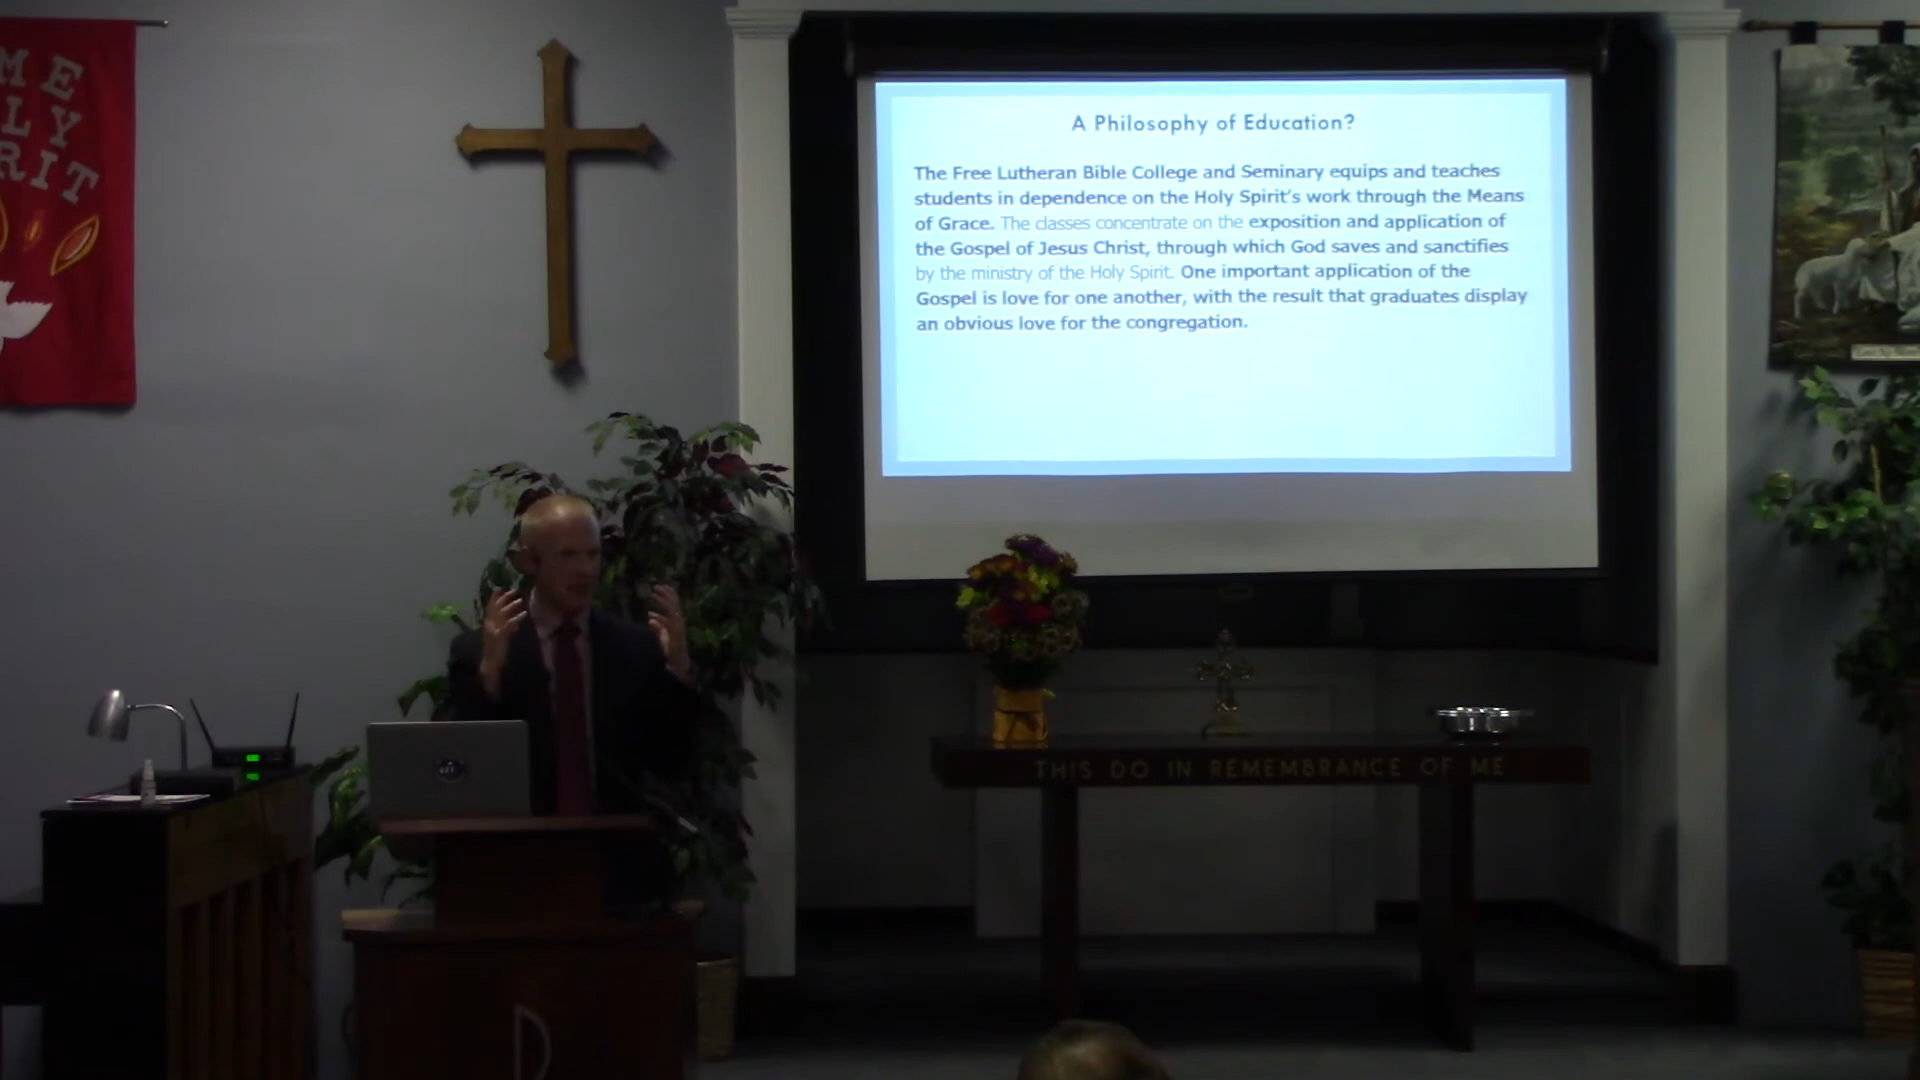 ME
LY
RIT
A Philosophy of Education?
The Free Lutheran Bible College and Seminary equips and teaches
students in dependence on the Holy Spirit's work through the Means
of Grace. The classes concentrate on the exposition and application of
the Gospel of Jesus Christ, through which God saves and sanctifies
by the ministry of the Holy Spirit. One important application of the
Gospel is love for one another, with the result that graduates display
an obvious love for the congregation.
THIS DO IN REMEMBRANCE OF ME